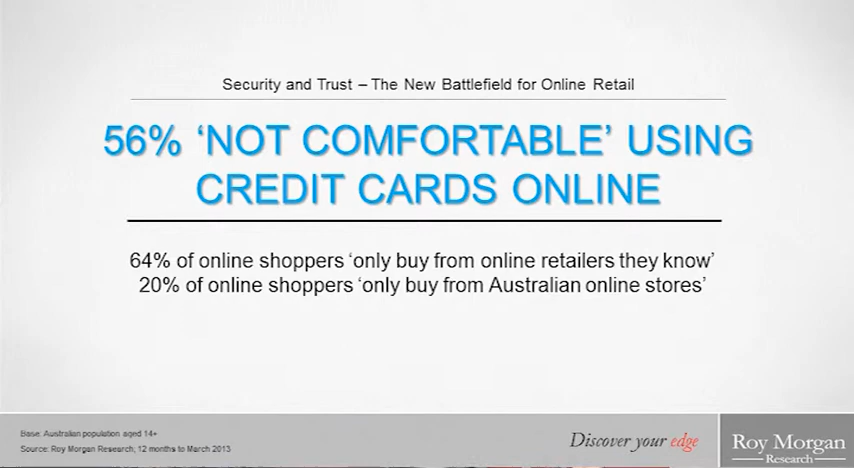 Security and Trust – The New Battlefield for Online Retail
56% ‘NOT COMFORTABLE’ USING
CREDIT CARDS ONLINE
64% of online shoppers ‘only buy from online retailers they know’
20% of online shoppers ‘only buy from Australian online stores’
Base: Australian population aged 14+
Source: Roy Morgan Research; 12 months to March 2013
Discover your edge
Roy Morgan
Research